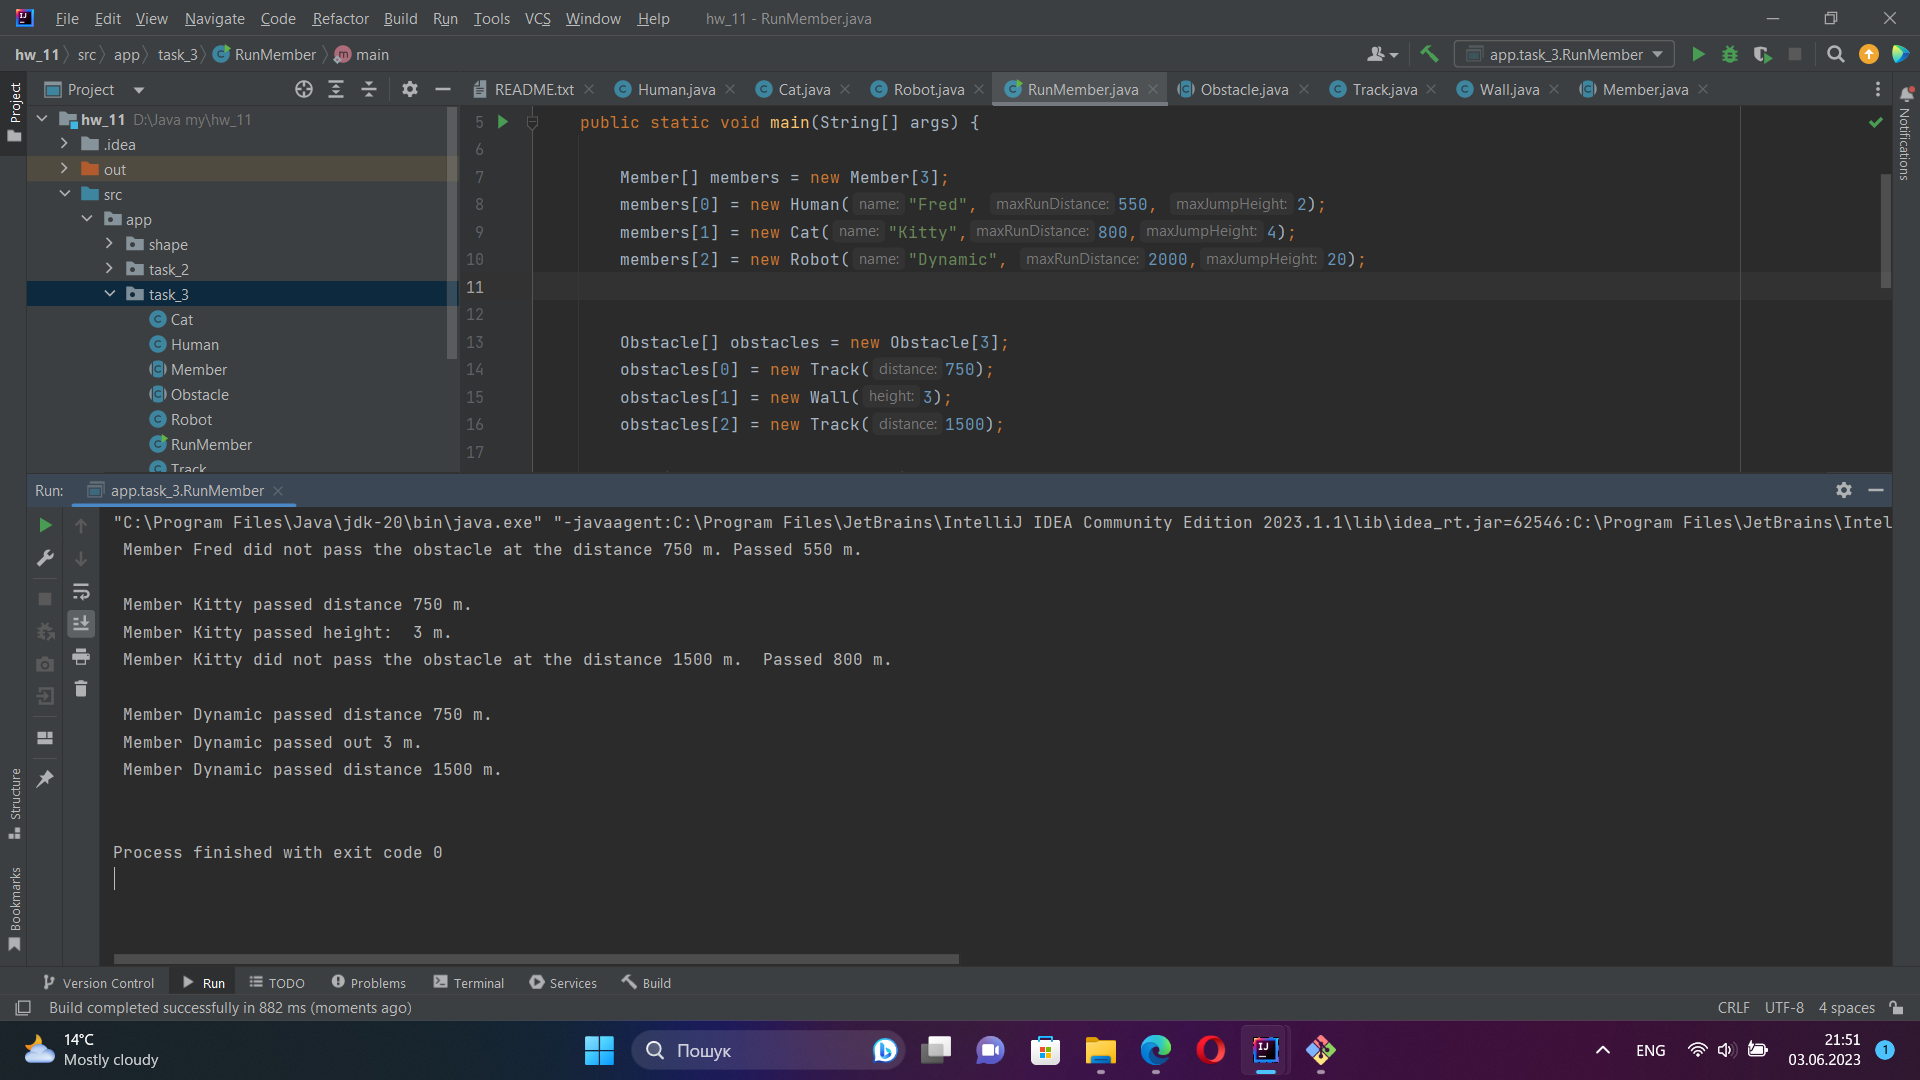 File Edit View Navigate Code Refactor Build Run Tools VCS Window Help hw_11 - RunMember.java
hw_11 src app task_3 RunMember main app.task_3.RunMember
Project
Project
README.txt Human.java Cat.java Robot.java RunMember.java Obstacle.java Track.java Wall.java Member.java
Notifications
hw_11 D:\Java my\hw_11
.idea
out
src
app
shape
task_2
task_3
Cat
Human
Member
Obstacle
Robot
RunMember
Track
5 public static void main(String[] args) {
6
7 Member[] members = new Member[3];
8 members[0] = new Human( name: "Fred", maxRunDistance: 550, maxJumpHeight: 2);
9 members[1] = new Cat( name: "Kitty", maxRunDistance: 800, maxJumpHeight: 4);
10 members[2] = new Robot( name: "Dynamic", maxRunDistance: 2000, maxJumpHeight: 20);
11
12
13 Obstacle[] obstacles = new Obstacle[3];
14 obstacles[0] = new Track( distance: 750);
15 obstacles[1] = new Wall( height: 3);
16 obstacles[2] = new Track( distance: 1500);
17
Run: app.task_3.RunMember
"C:\Program Files\Java\jdk-20\bin\java.exe" "-javaagent:C:\Program Files\JetBrains\IntelliJ IDEA Community Edition 2023.1.1\lib\idea_rt.jar=62546:C:\Program Files\JetBrains\Intel
Member Fred did not pass the obstacle at the distance 750 m. Passed 550 m.
Member Kitty passed distance 750 m.
Member Kitty passed height:  3 m.
Member Kitty did not pass the obstacle at the distance 1500 m.  Passed 800 m.
Member Dynamic passed distance 750 m.
Member Dynamic passed out 3 m.
Member Dynamic passed distance 1500 m.
Process finished with exit code 0
Structure
Bookmarks
Version Control Run TODO Problems Terminal Services Build
Build completed successfully in 882 ms (moments ago) CRLF UTF-8 4 spaces
14°C
Mostly cloudy
Пошук
ENG
21:51
03.06.2023
1